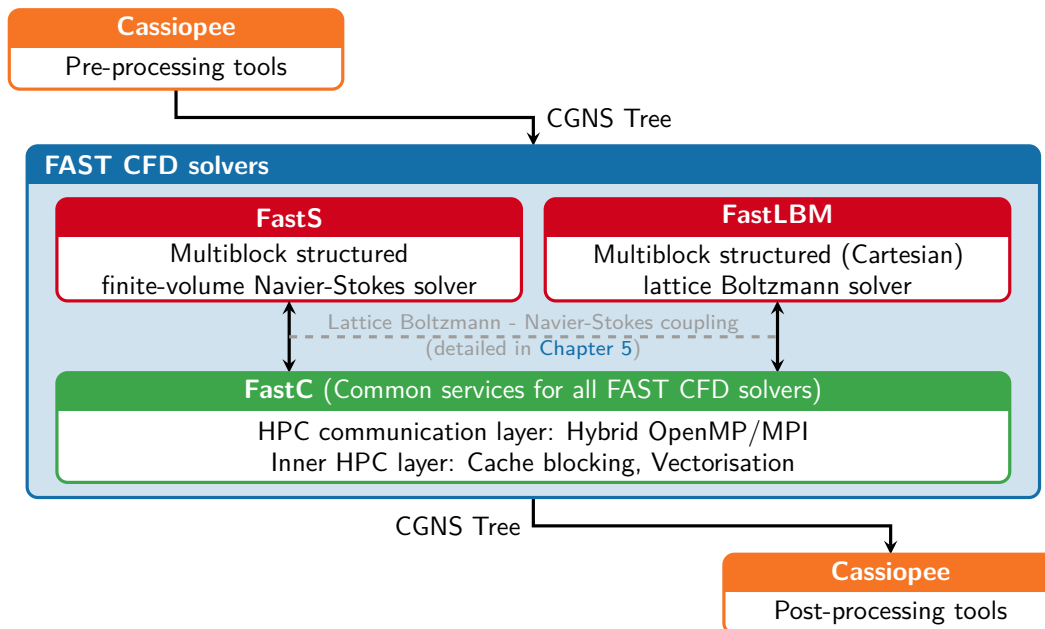 Cassiopee
Pre-processing tools
CGNS Tree
FAST CFD solvers
FastS
Multiblock structured
finite-volume Navier-Stokes solver
FastLBM
Multiblock structured (Cartesian)
lattice Boltzmann solver
Lattice Boltzmann - Navier-Stokes coupling
(detailed in Chapter 5)
FastC (Common services for all FAST CFD solvers)
HPC communication layer: Hybrid OpenMP/MPI
Inner HPC layer: Cache blocking, Vectorisation
CGNS Tree
Cassiopee
Post-processing tools